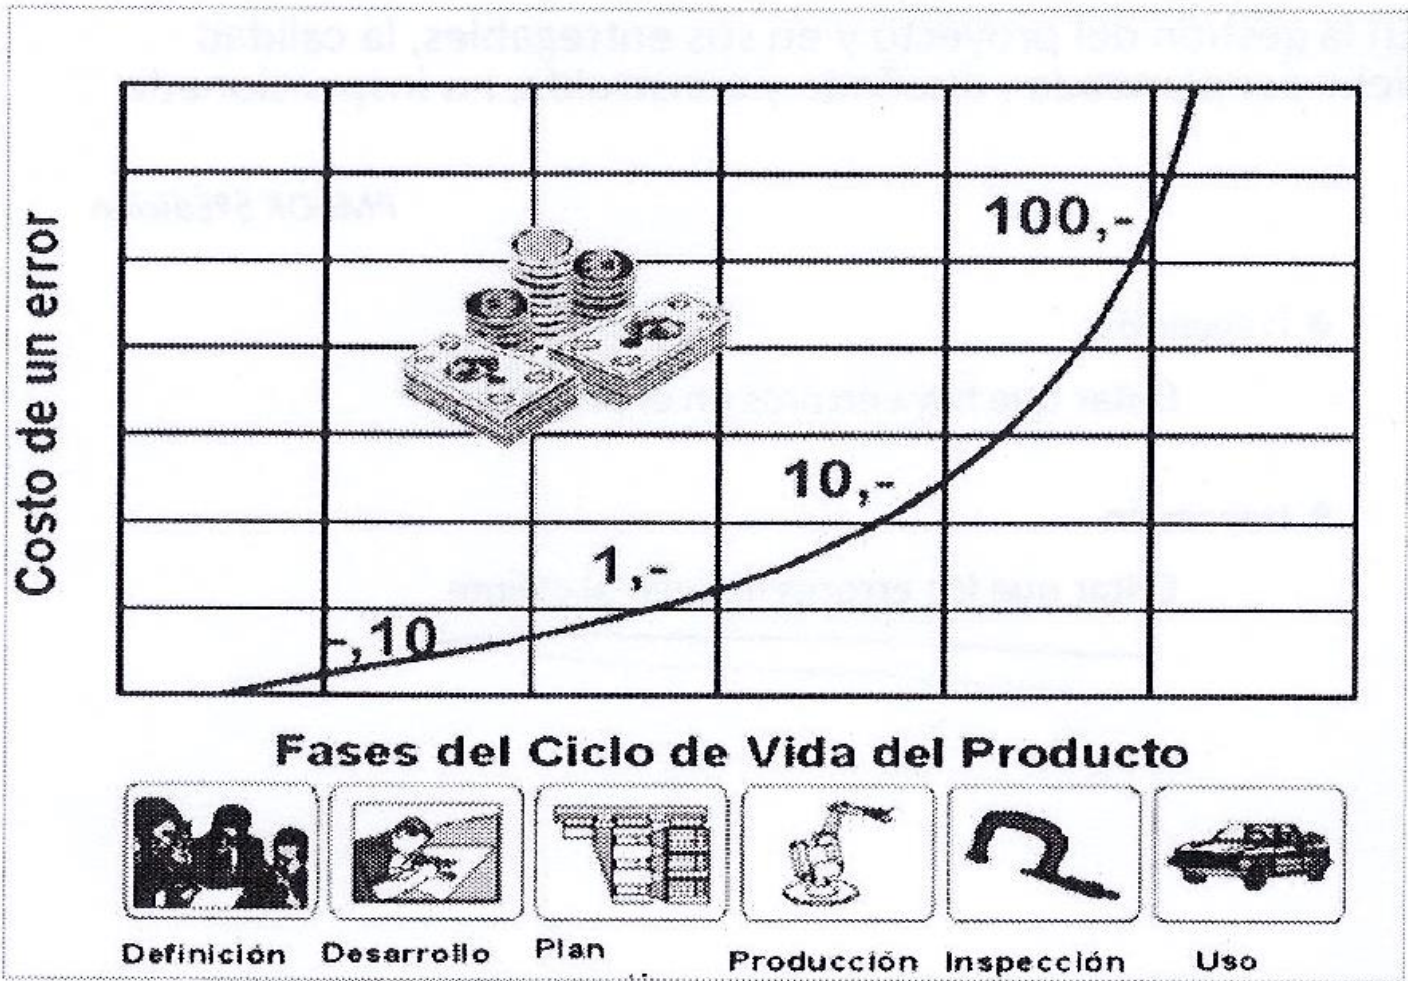 Costo de un error
100,-
10,-
1,-
-,10
Fases del Ciclo de Vida del Producto
Definición
Desarrollo
Plan
Producción
Inspección
Uso